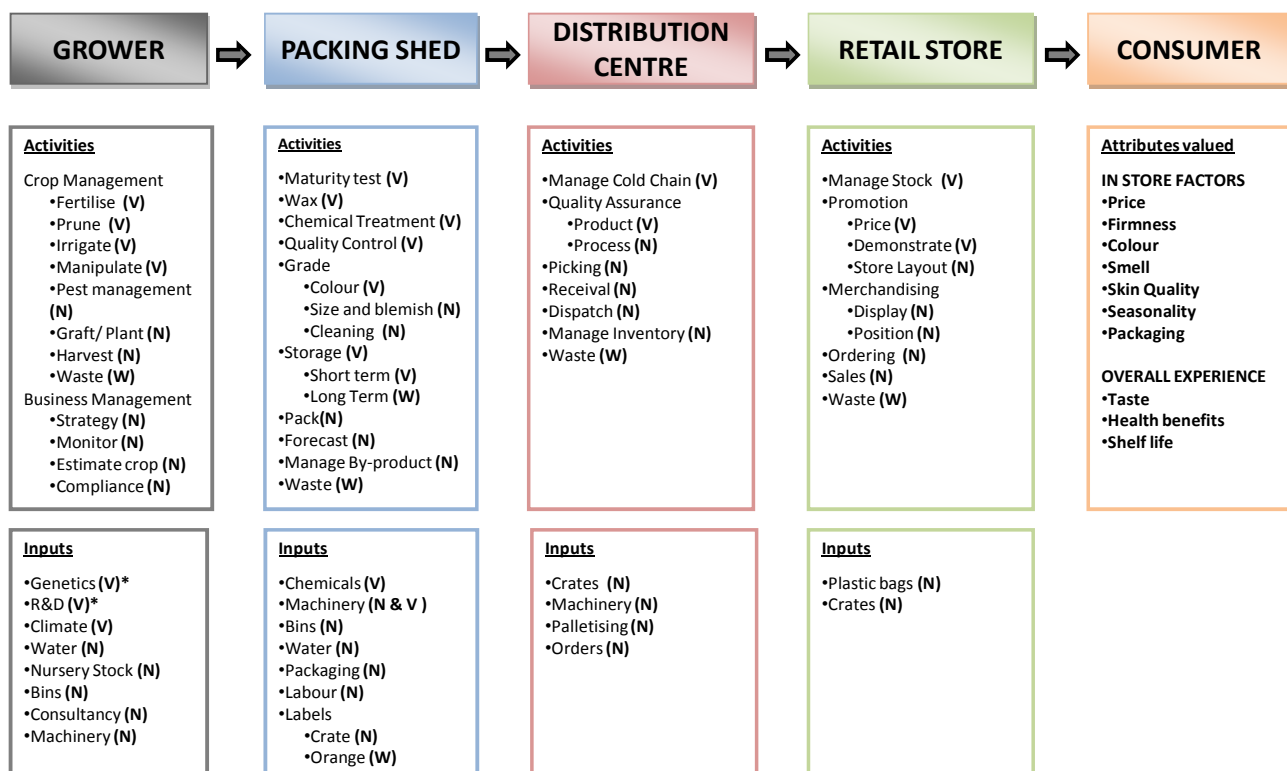 GROWER
PACKING SHED
DISTRIBUTION
CENTRE
RETAIL STORE
CONSUMER
Activities
Crop Management
•Fertilise (V)
•Prune (V)
•Irrigate (V)
•Manipulate (V)
•Pest management
(N)
•Graft/ Plant (N)
•Harvest (N)
•Waste (W)
Business Management
•Strategy (N)
•Monitor (N)
•Estimate crop (N)
•Compliance (N)
Activities
•Maturity test (V)
•Wax (V)
•Chemical Treatment (V)
•Quality Control (V)
•Grade
•Colour (V)
•Size and blemish (N)
•Cleaning (N)
•Storage (V)
•Short term (V)
•Long Term (W)
•Pack(N)
•Forecast (N)
•Manage By-product (N)
•Waste (W)
Activities
•Manage Cold Chain (V)
•Quality Assurance
•Product (V)
•Process (N)
•Picking (N)
•Receival (N)
•Dispatch (N)
•Manage Inventory (N)
•Waste (W)
Activities
•Manage Stock (V)
•Promotion
•Price (V)
•Demonstrate (V)
•Store Layout (N)
•Merchandising
•Display (N)
•Position (N)
•Ordering (N)
•Sales (N)
•Waste (W)
Attributes valued
IN STORE FACTORS
•Price
•Firmness
•Colour
•Smell
•Skin Quality
•Seasonality
•Packaging
OVERALL EXPERIENCE
•Taste
•Health benefits
•Shelf life
Inputs
•Genetics (V)*
•R&D (V)*
•Climate (V)
•Water (N)
•Nursery Stock (N)
•Bins (N)
•Consultancy (N)
•Machinery (N)
Inputs
•Chemicals (V)
•Machinery (N & V )
•Bins (N)
•Water (N)
•Packaging (N)
•Labour (N)
•Labels
•Crate (N)
•Orange (W)
Inputs
•Crates (N)
•Machinery (N)
•Palletising (N)
•Orders (N)
Inputs
•Plastic bags (N)
•Crates (N)